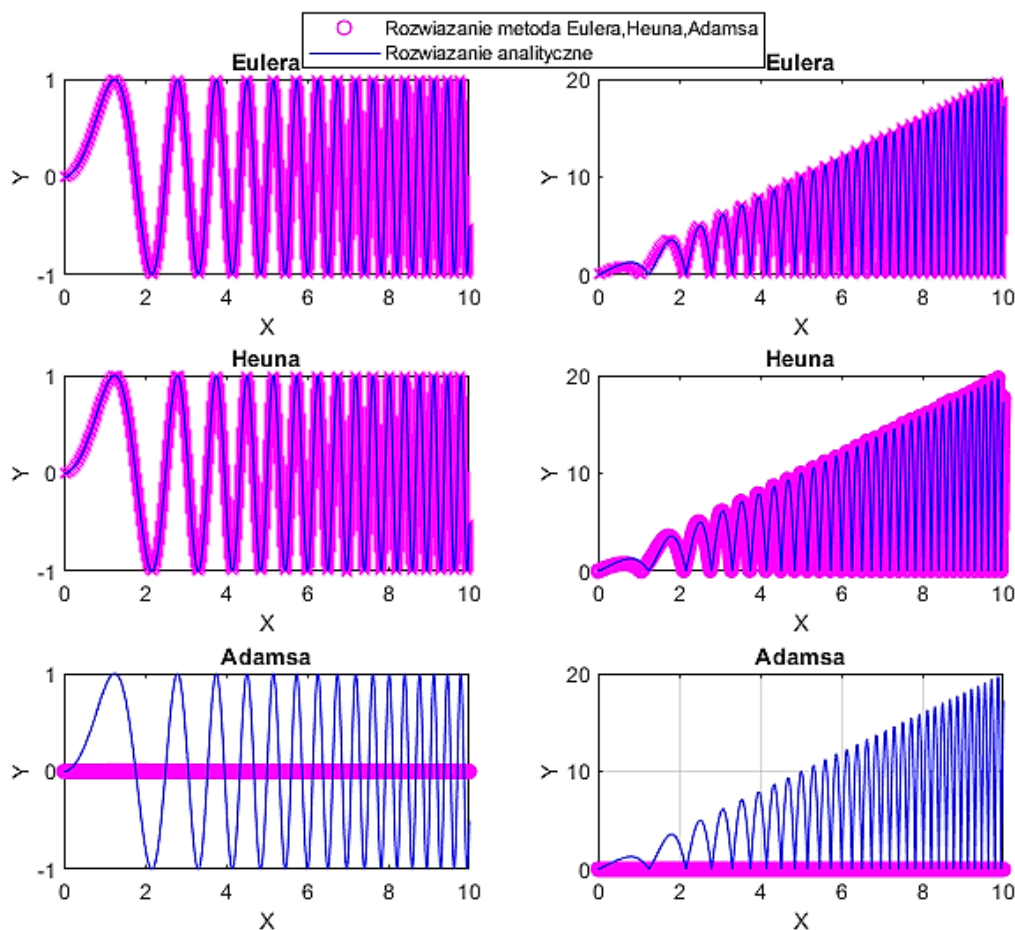 Rozwiazanie metoda Eulera,Heuna,Adamsa
Rozwiazanie analityczne
Eulera
1
0
-1
Y
0 2 4 6 8 10
X
Eulera
20
10
0
Y
0 2 4 6 8 10
X
Heuna
1
0
-1
Y
0 2 4 6 8 10
X
Heuna
20
10
0
Y
0 2 4 6 8 10
X
Adamsa
1
0
-1
Y
0 2 4 6 8 10
X
Adamsa
20
10
0
Y
0 2 4 6 8 10
X